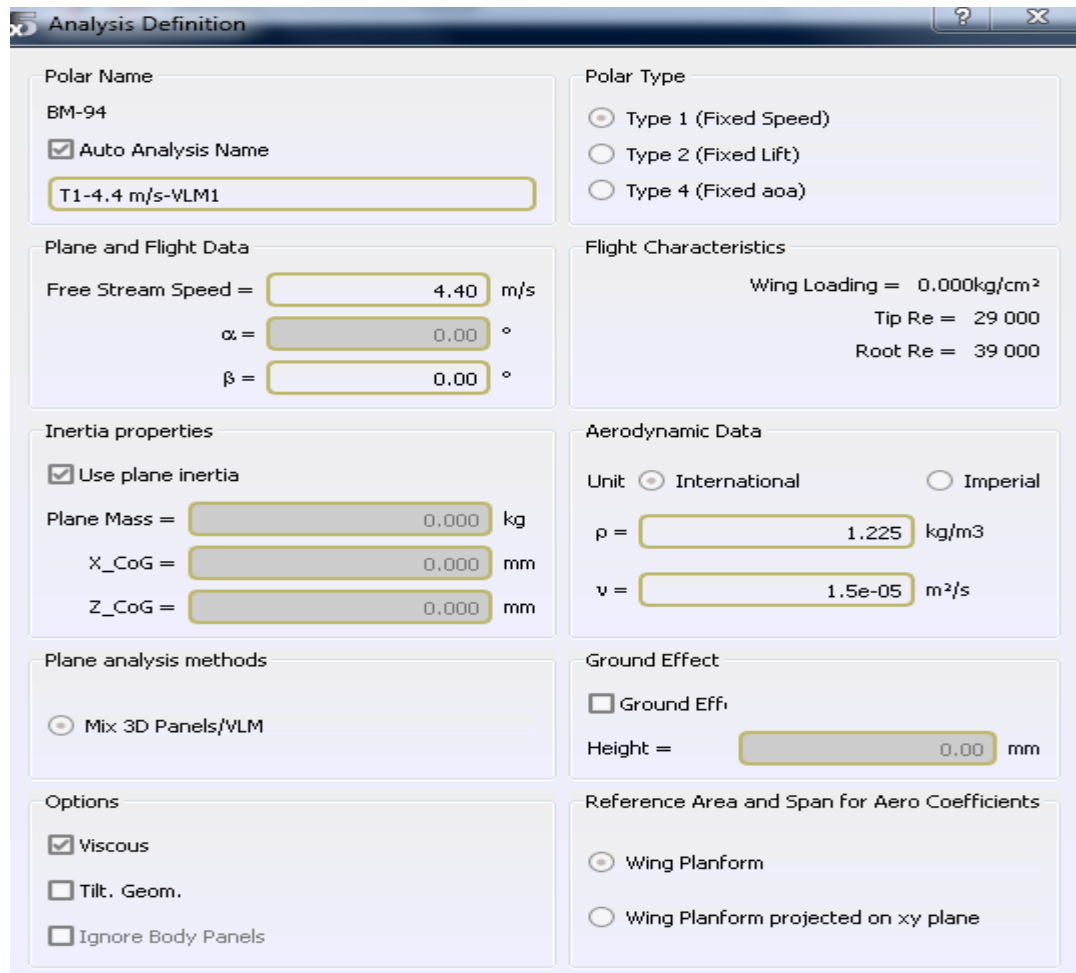 Analysis Definition
Polar Name
BM-94
Auto Analysis Name
T1-4.4 m/s-VLM1
Polar Type
Type 1 (Fixed Speed)
Type 2 (Fixed Lift)
Type 4 (Fixed aoa)
Plane and Flight Data
Free Stream Speed = 4.40 m/s
α = 0.00 °
β = 0.00 °
Flight Characteristics
Wing Loading = 0.000kg/cm²
Tip Re = 29 000
Root Re = 39 000
Inertia properties
Use plane inertia
Plane Mass = 0.000 kg
X_CoG = 0.000 mm
Z_CoG = 0.000 mm
Aerodynamic Data
Unit International Imperial
ρ = 1.225 kg/m3
ν = 1.5e-05 m²/s
Plane analysis methods
Mix 3D Panels/VLM
Ground Effect
Ground Eff
Height = 0.00 mm
Options
Viscous
Tilt. Geom.
Ignore Body Panels
Reference Area and Span for Aero Coefficients
Wing Planform
Wing Planform projected on xy plane